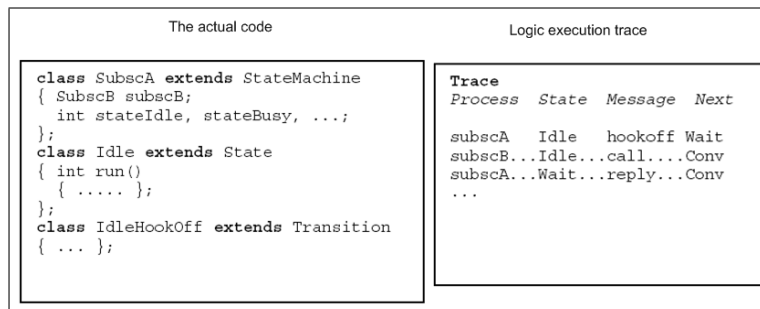 The actual code
Logic execution trace
class SubscA extends StateMachine
{ SubscB subscB;
int stateIdle, stateBusy, ...;
};
class Idle extends State
{ int run()
{ ..... };
};
class IdleHookOff extends Transition
{ ... };
Trace
Process State Message Next
subscA Idle hookoff Wait
subscB...Idle...call....Conv
subscA...Wait...reply...Conv
...